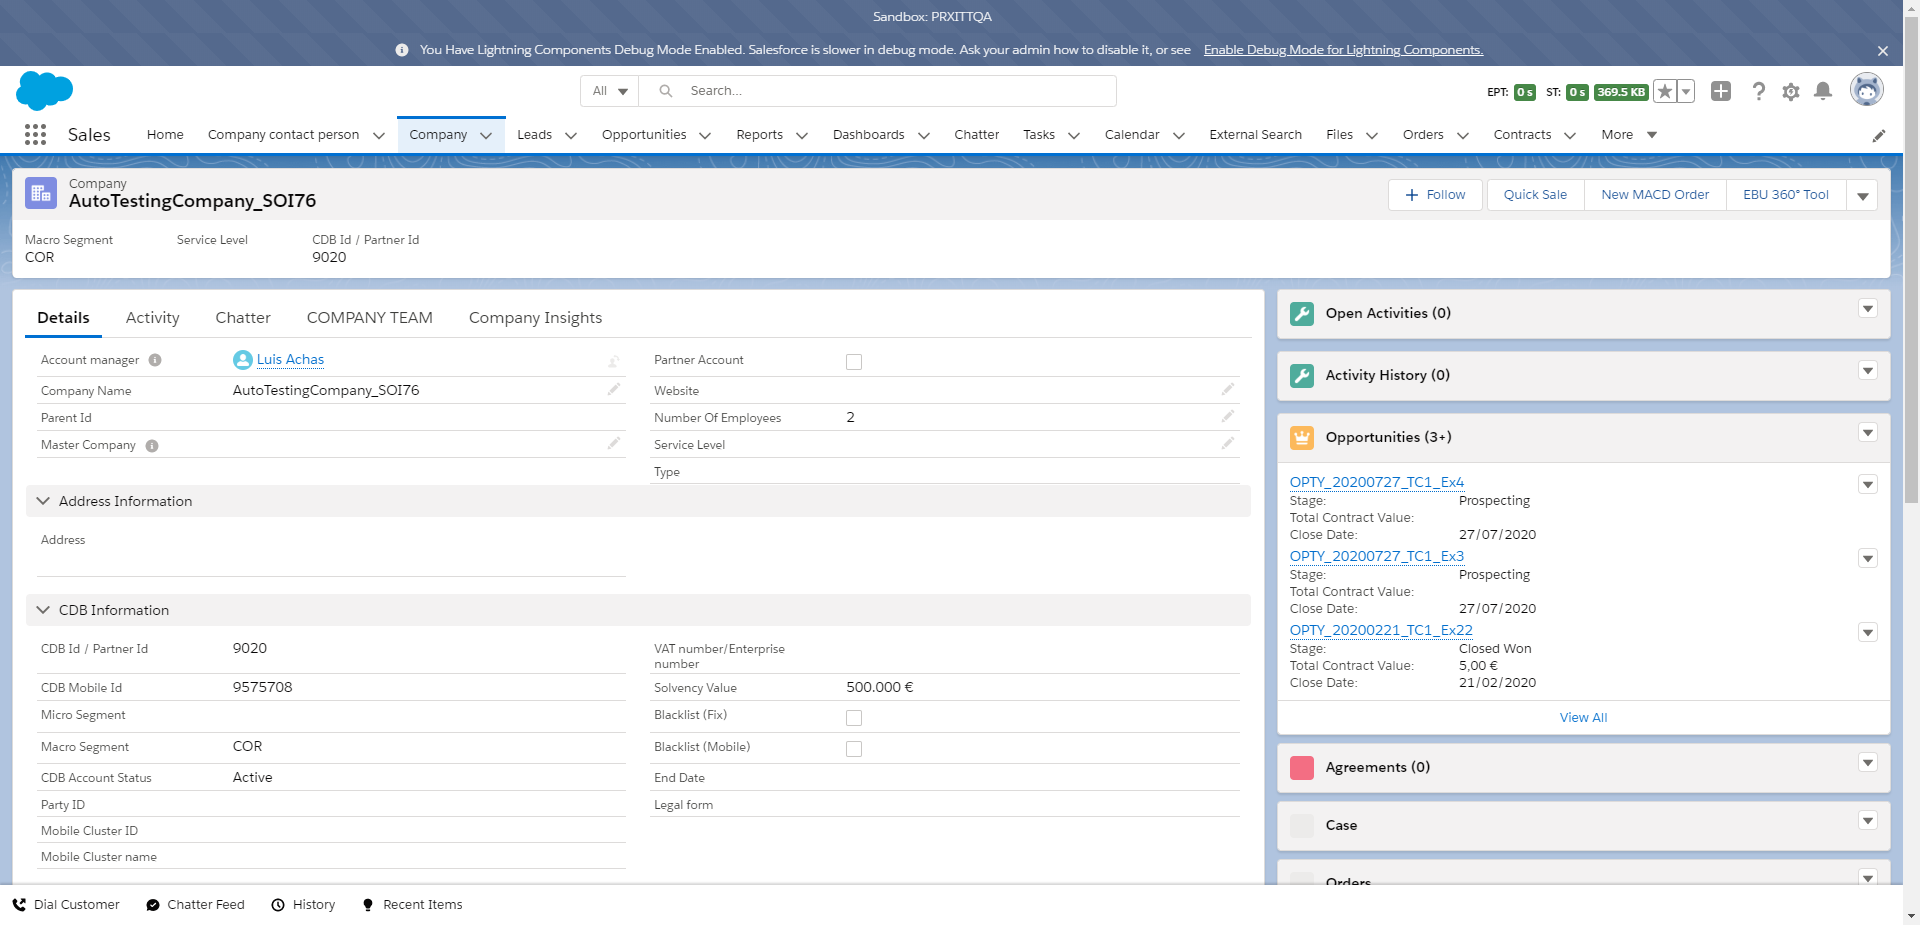 Sandbox: PRXITTQA
You Have Lightning Components Debug Mode Enabled. Salesforce is slower in debug mode. Ask your admin how to disable it, or see Enable Debug Mode for Lightning Components.
All Search...
EPT: 0 s ST: 0 s 369.5 KB
Sales Home Company contact person Company Leads Opportunities Reports Dashboards Chatter Tasks Calendar External Search Files Orders Contracts More
Company
AutoTestingCompany_SOI76
Follow Quick Sale New MACD Order EBU 360° Tool
Macro Segment Service Level CDB Id / Partner Id
COR 9020
Details Activity Chatter COMPANY TEAM Company Insights
Account manager Luis Achas
Company Name AutoTestingCompany_SOI76
Parent Id
Master Company
Partner Account
Website
Number Of Employees 2
Service Level
Type
Address Information
Address
CDB Information
CDB Id / Partner Id 9020
CDB Mobile Id 9575708
Micro Segment
Macro Segment COR
CDB Account Status Active
Party ID
Mobile Cluster ID
Mobile Cluster name
VAT number/Enterprise
number
Solvency Value 500.000 €
Blacklist (Fix)
Blacklist (Mobile)
End Date
Legal form
Open Activities (0)
Activity History (0)
Opportunities (3+)
OPTY_20200727_TC1_Ex4
Stage: Prospecting
Total Contract Value:
Close Date: 27/07/2020
OPTY_20200727_TC1_Ex3
Stage: Prospecting
Total Contract Value:
Close Date: 27/07/2020
OPTY_20200221_TC1_Ex22
Stage: Closed Won
Total Contract Value: 5,00 €
Close Date: 21/02/2020
View All
Agreements (0)
Case
Orders
Dial Customer Chatter Feed History Recent Items